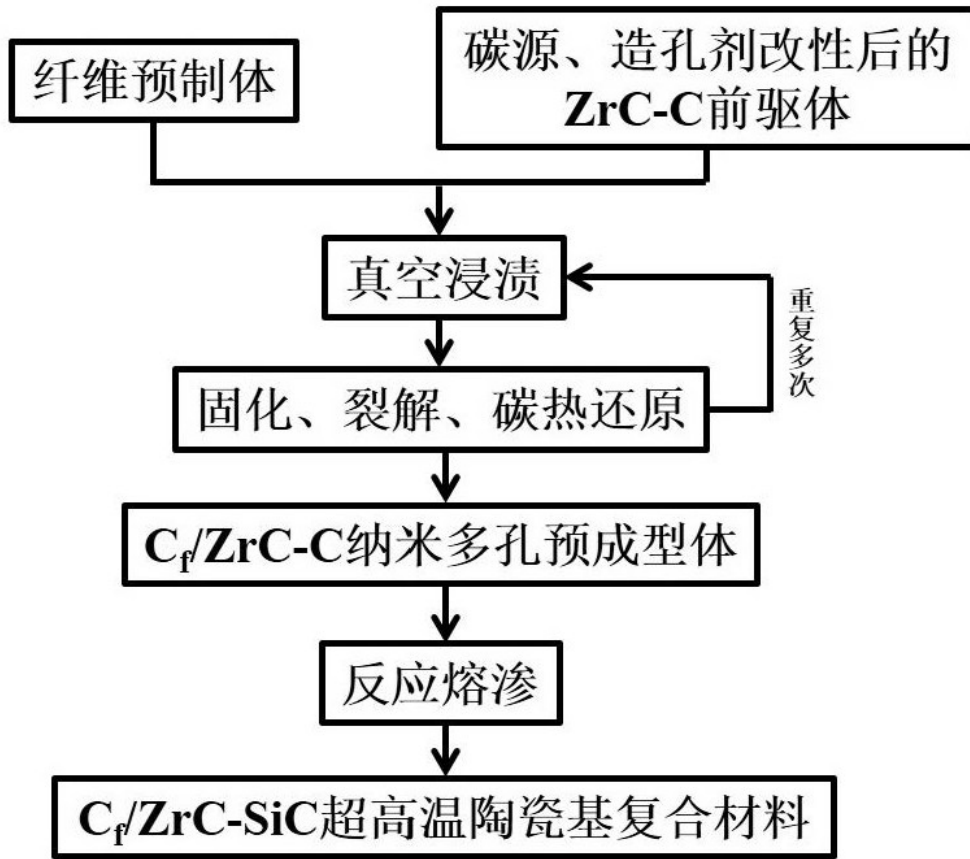 纤维预制体
碳源、造孔剂改性后的
ZrC-C前驱体
真空浸渍
重复多次
固化、裂解、碳热还原
Cf/ZrC-C纳米多孔预成型体
反应熔渗
Cf/ZrC-SiC超高温陶瓷基复合材料